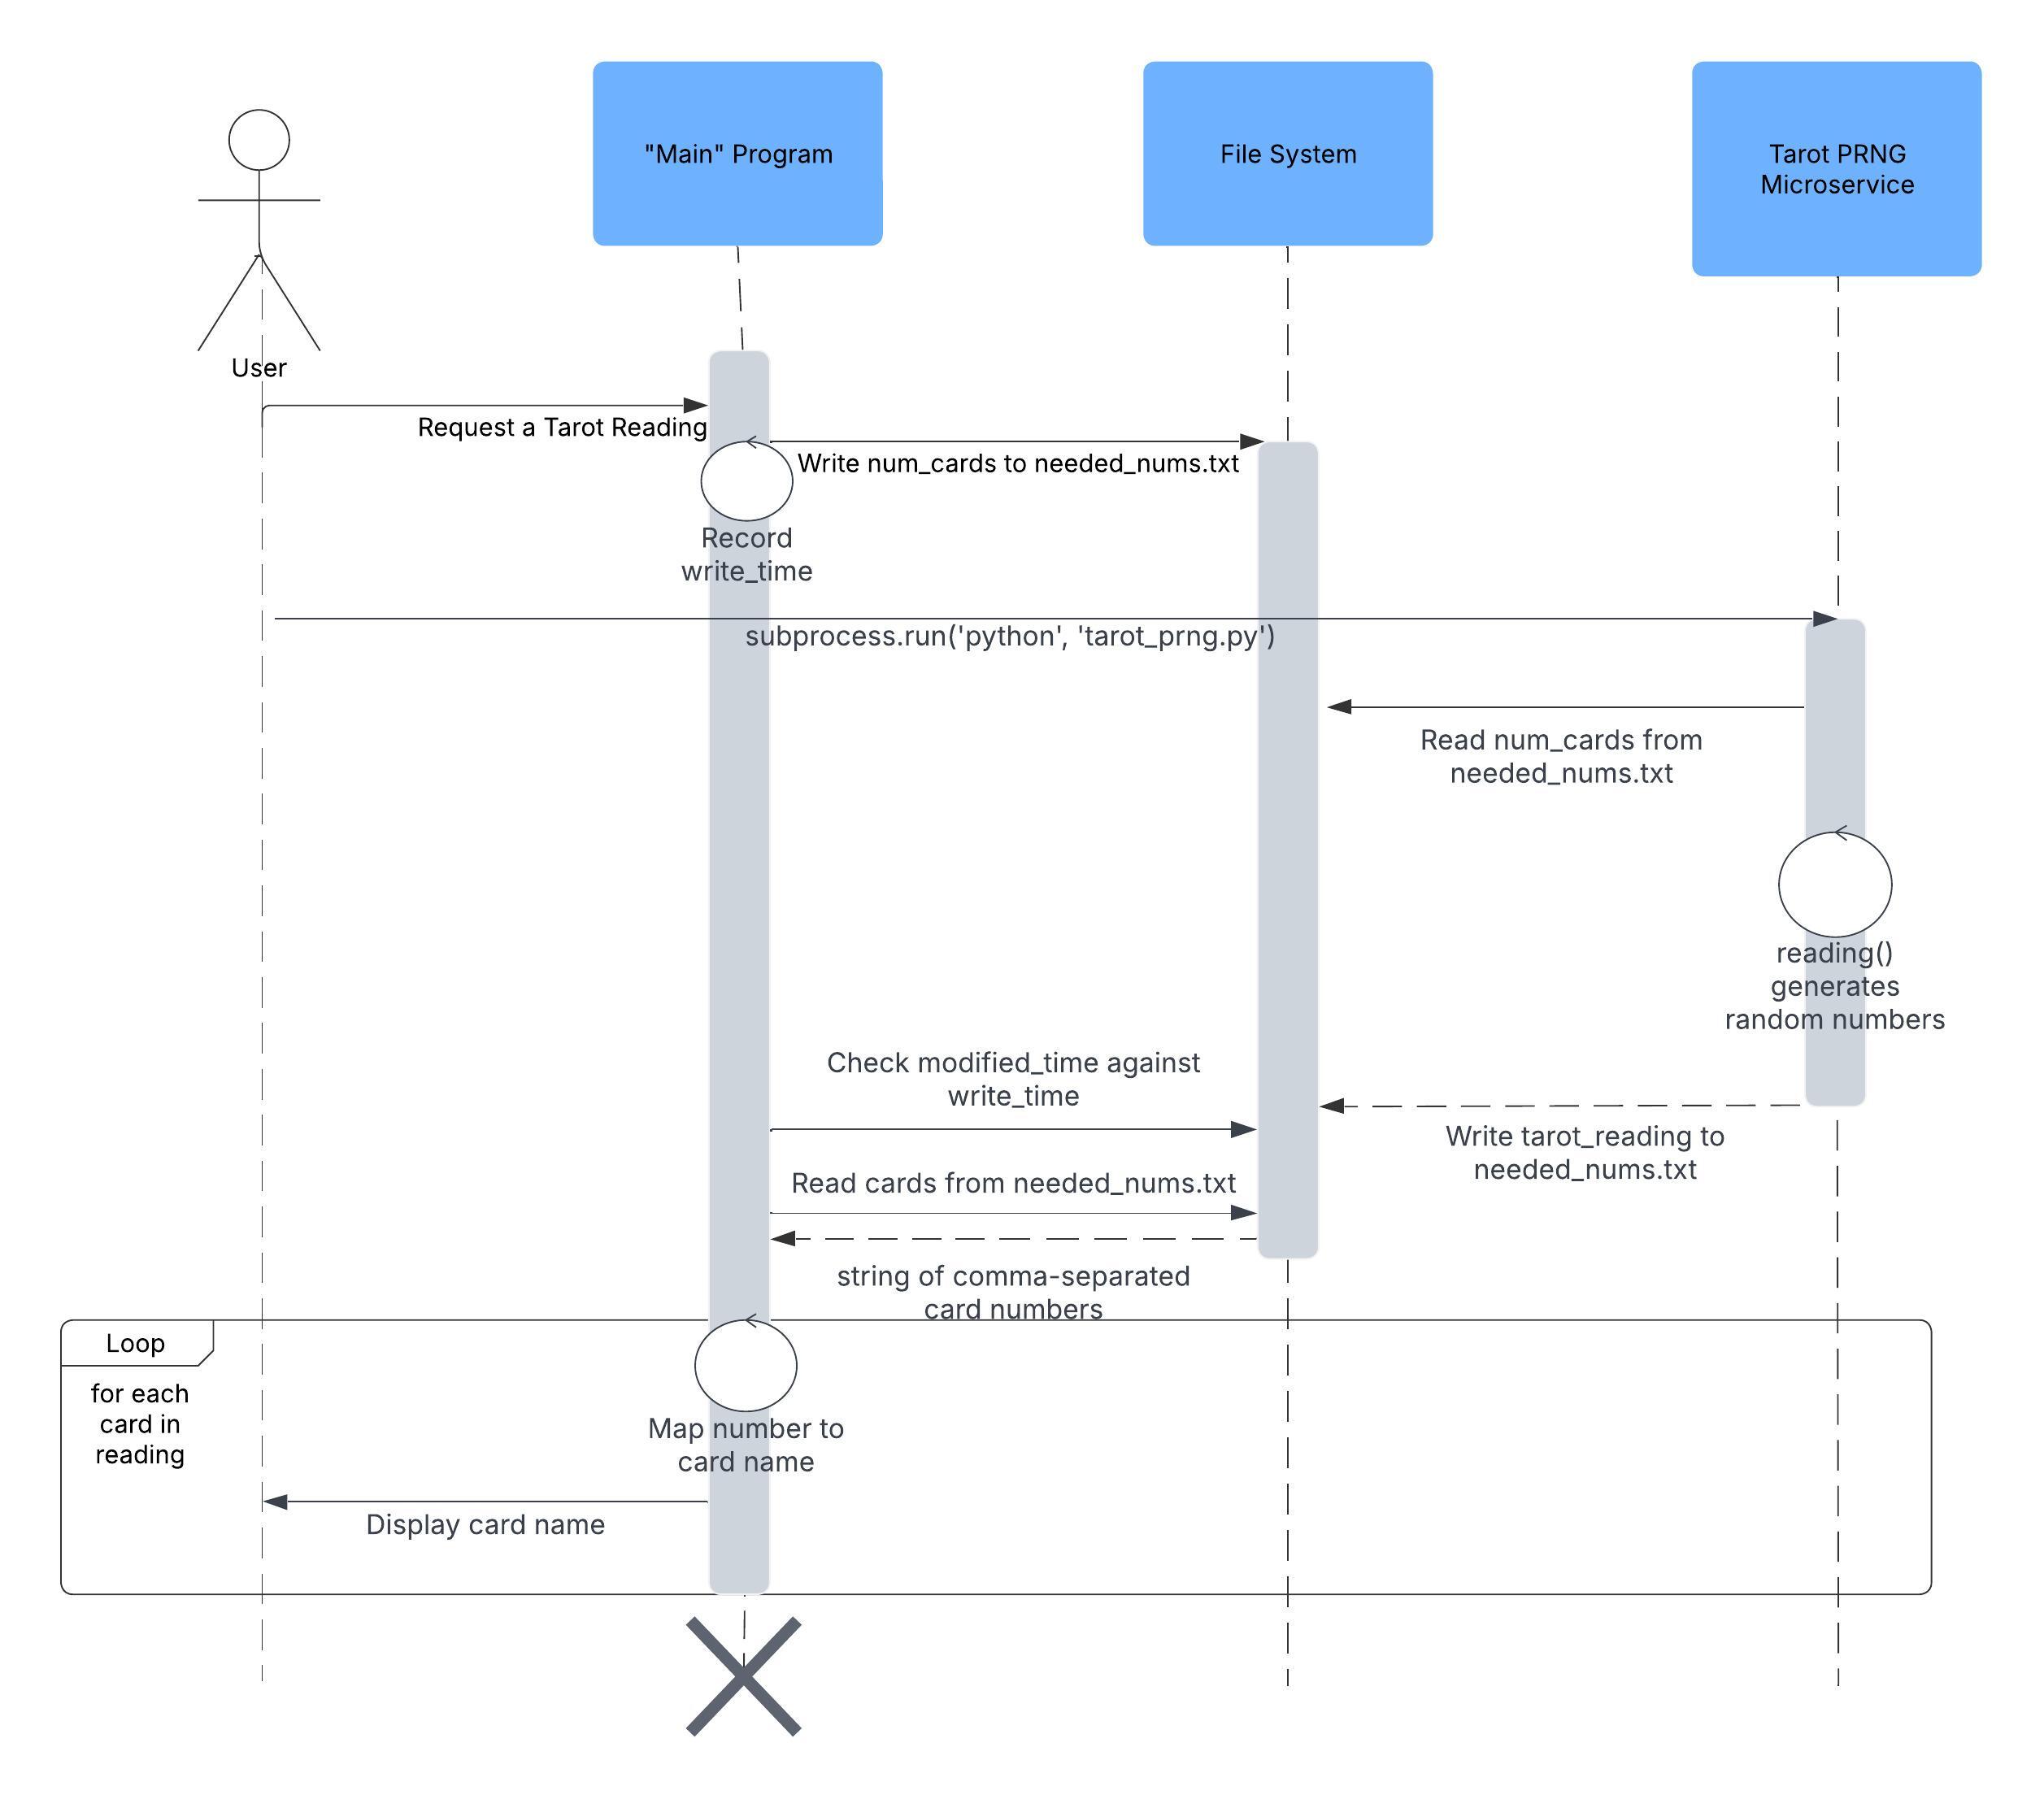 "Main" Program
File System
Tarot PRNG
Microservice
User
Request a Tarot Reading
Write num_cards to needed_nums.txt
Record
write_time
subprocess.run('python', 'tarot_prng.py')
Read num_cards from
needed_nums.txt
reading()
generates
random numbers
Check modified_time against
write_time
Write tarot_reading to
needed_nums.txt
Read cards from needed_nums.txt
string of comma-separated
card numbers
Loop
for each
card in
reading
Map number to
card name
Display card name